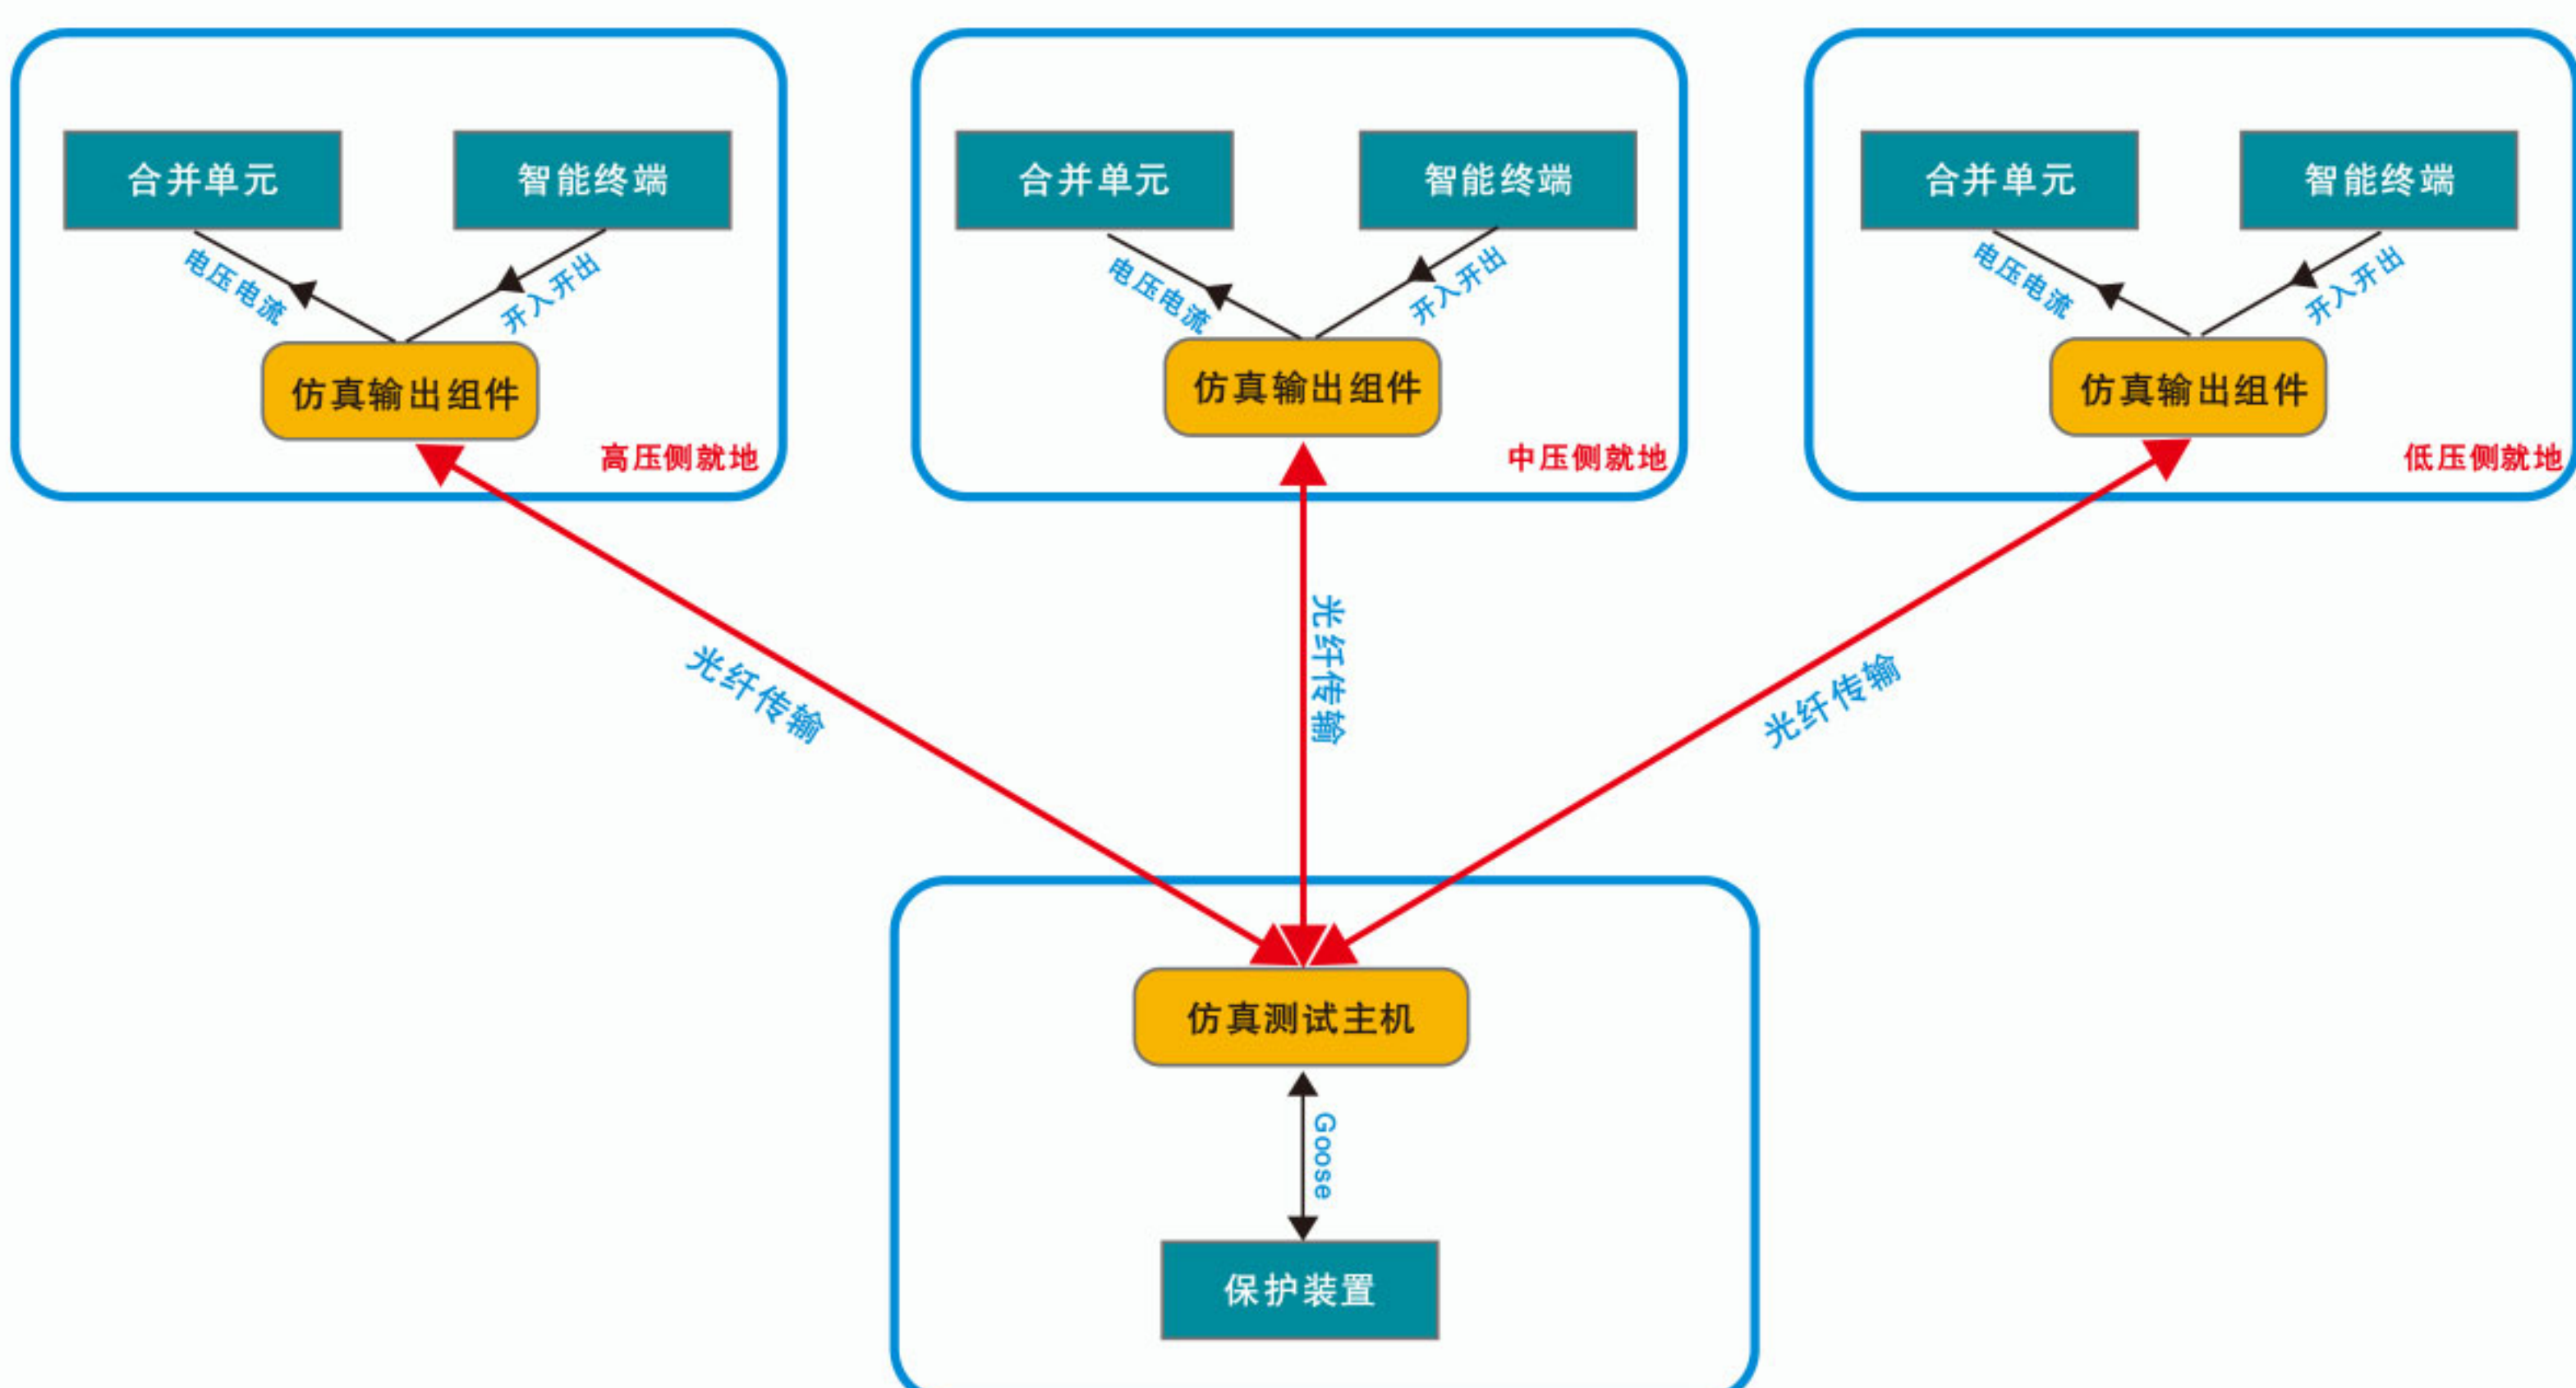 合并单元
智能终端
电压电流
开入开出
仿真输出组件
高压侧就地
合并单元
智能终端
电压电流
开入开出
仿真输出组件
中压侧就地
合并单元
智能终端
电压电流
开入开出
仿真输出组件
低压侧就地
光纤传输
光纤传输
光纤传输
仿真测试主机
Goose
保护装置